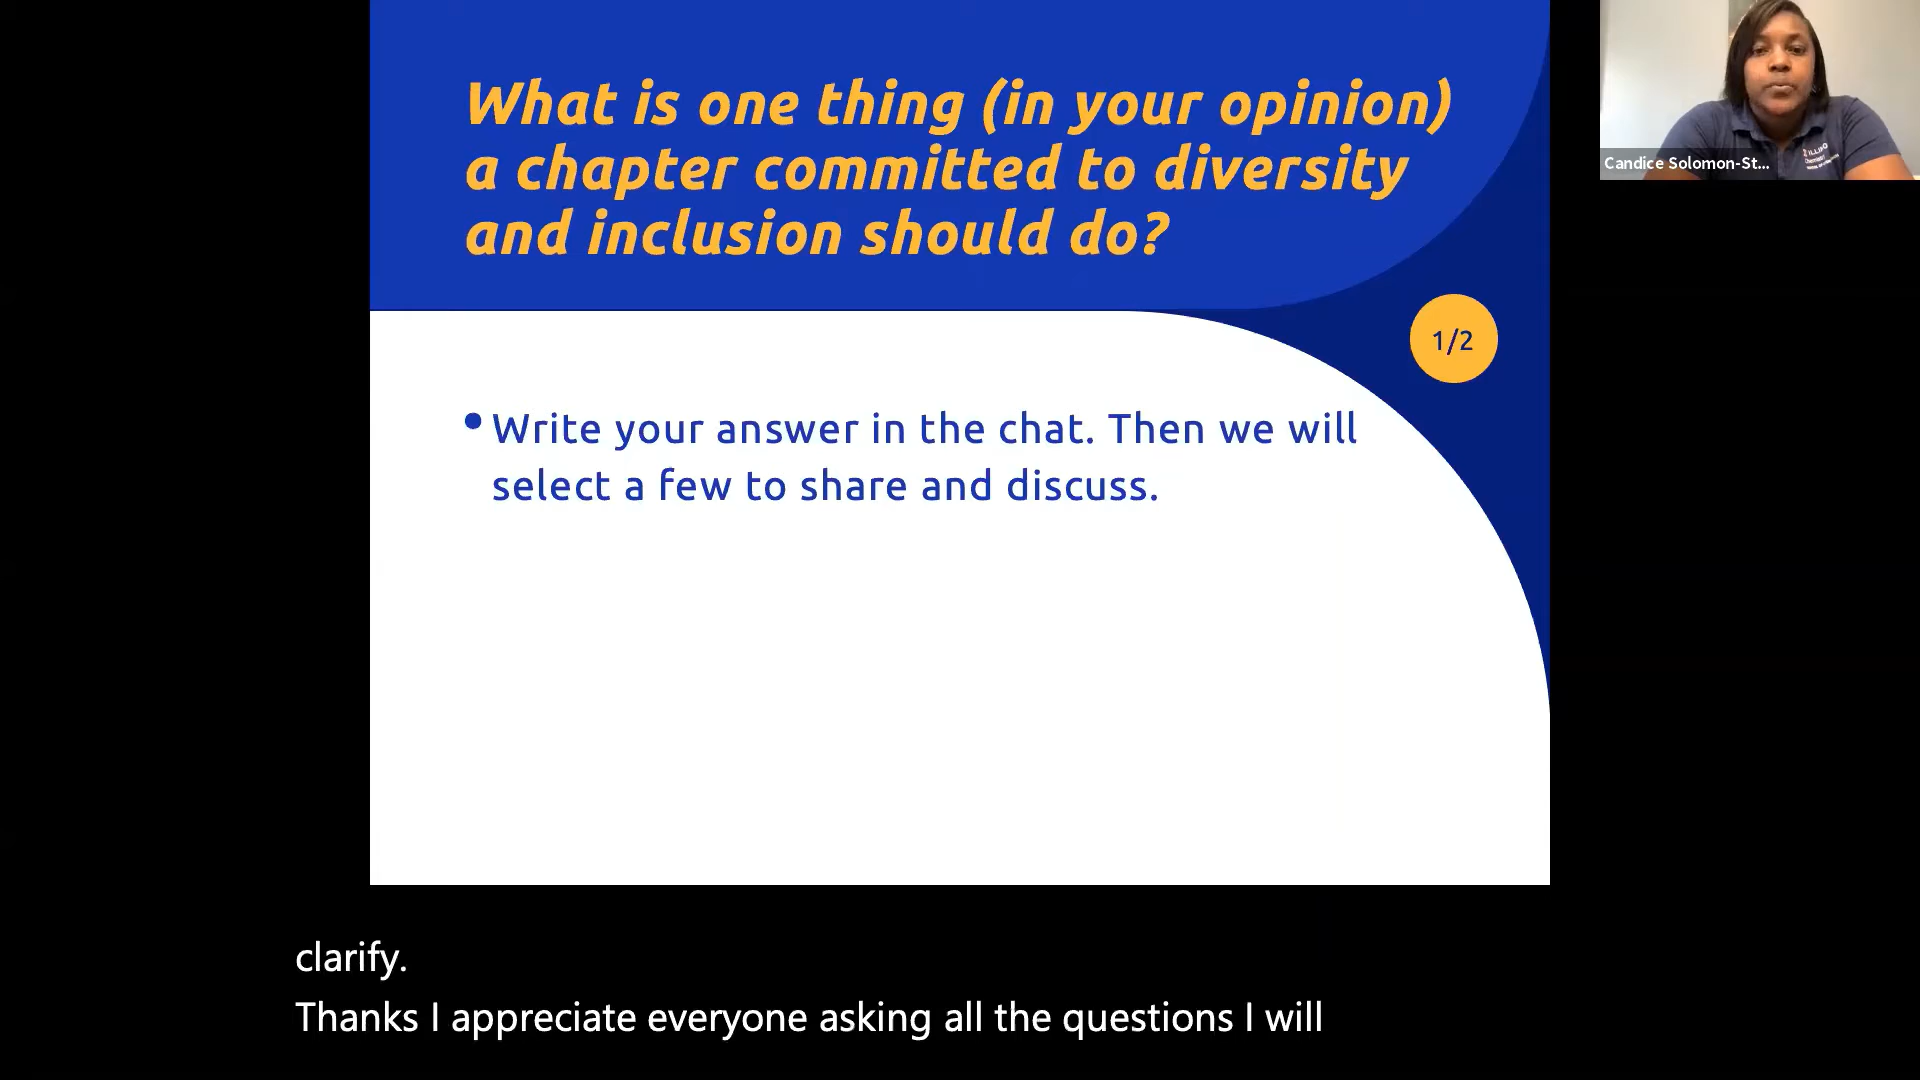 What is one thing (in your opinion)
a chapter committed to diversity
and inclusion should do?
Candice Solomon-St...
1/2
• Write your answer in the chat. Then we will
select a few to share and discuss.
clarify.
Thanks I appreciate everyone asking all the questions I will